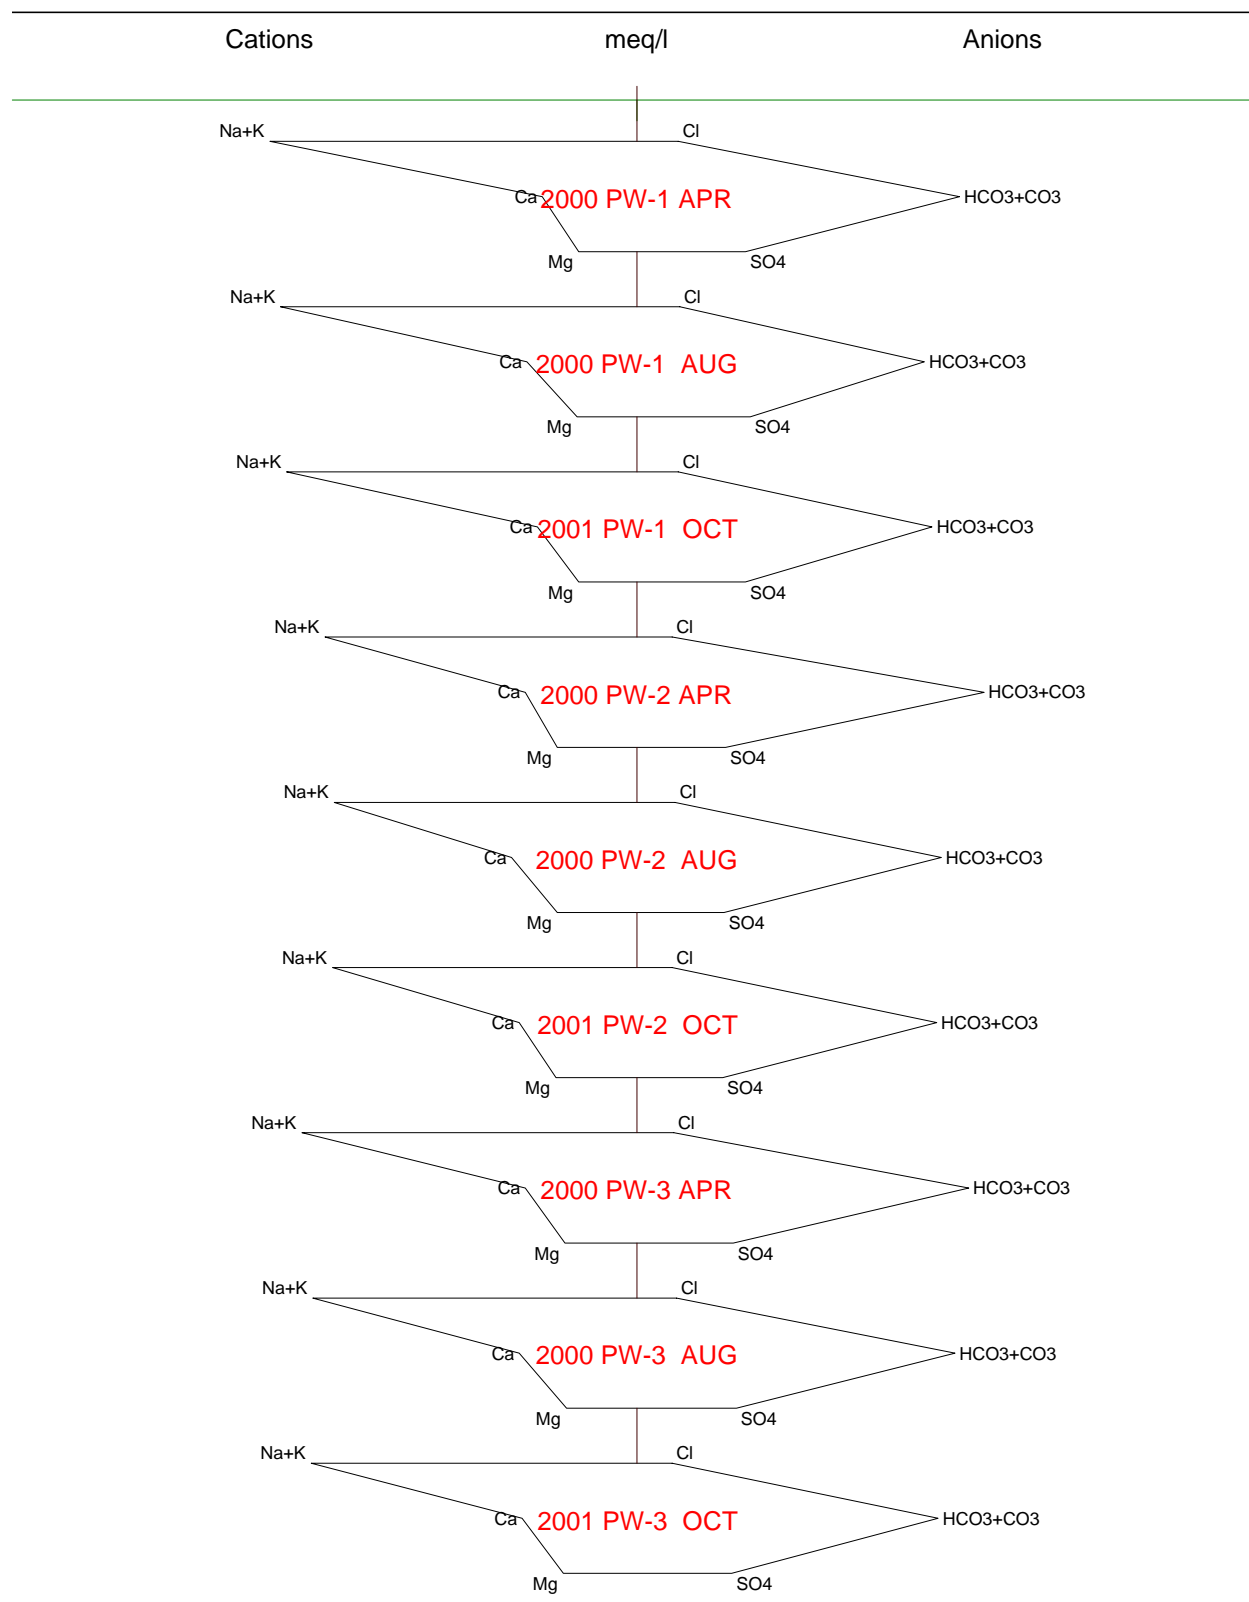 Cations meq/l Anions
Na+K Cl
Ca 2000 PW-1 APR HCO3+CO3
Mg SO4
Na+K Cl
Ca 2000 PW-1 AUG HCO3+CO3
Mg SO4
Na+K Cl
Ca 2001 PW-1 OCT HCO3+CO3
Mg SO4
Na+K Cl
Ca 2000 PW-2 APR HCO3+CO3
Mg SO4
Na+K Cl
Ca 2000 PW-2 AUG HCO3+CO3
Mg SO4
Na+K Cl
Ca 2001 PW-2 OCT HCO3+CO3
Mg SO4
Na+K Cl
Ca 2000 PW-3 APR HCO3+CO3
Mg SO4
Na+K Cl
Ca 2000 PW-3 AUG HCO3+CO3
Mg SO4
Na+K Cl
Ca 2001 PW-3 OCT HCO3+CO3
Mg SO4